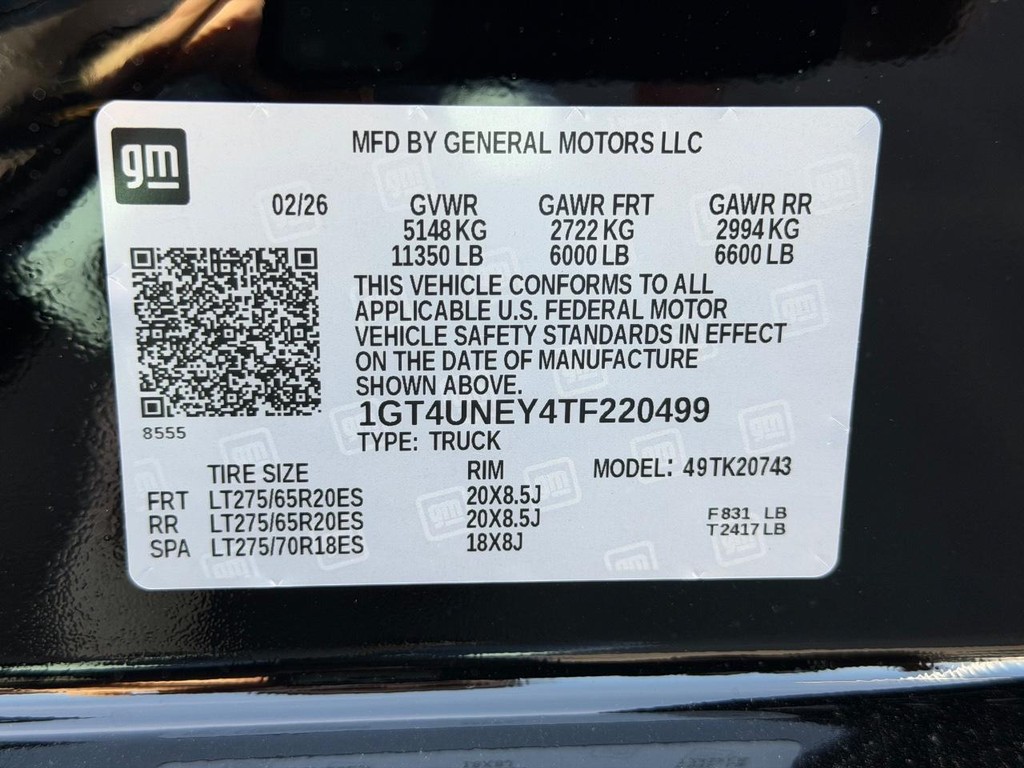 gm
MFD BY GENERAL MOTORS LLC
02/26 GVWR GAWR FRT GAWR RR
5148 KG 2722 KG 2994 KG
11350 LB 6000 LB 6600 LB
THIS VEHICLE CONFORMS TO ALL
APPLICABLE U.S. FEDERAL MOTOR
VEHICLE SAFETY STANDARDS IN EFFECT
ON THE DATE OF MANUFACTURE
SHOWN ABOVE.
1GT4UNEY4TF220499
8555
TYPE: TRUCK
TIRE SIZE RIM MODEL: 49TK20743
FRT LT275/65R20ES 20X8.5J
RR LT275/65R20ES 20X8.5J
SPA LT275/70R18ES 18X8J
F 831 LB
T 2417 LB